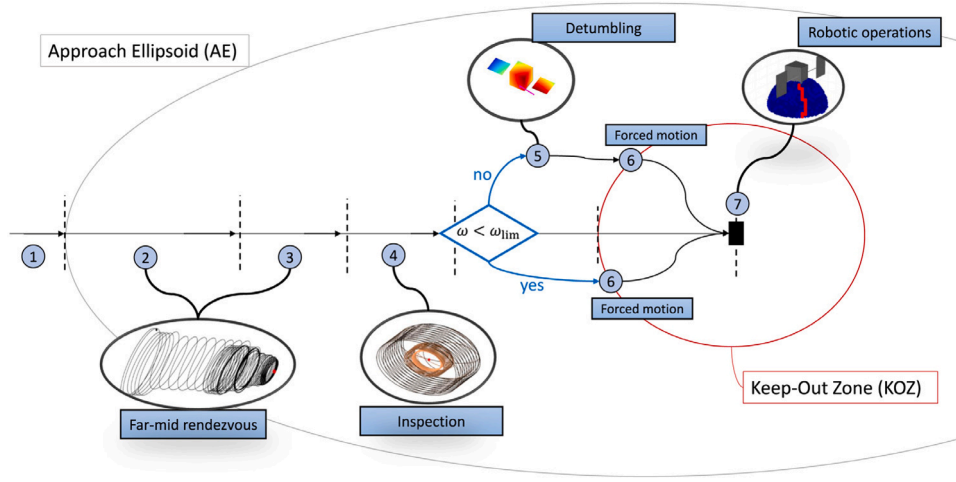 Approach Ellipsoid (AE)
Detumbling
Robotic operations
Forced motion
no
5
6
7
1
2
3
4
ω < ωlim
yes
6
Forced motion
Far-mid rendezvous
Inspection
Keep-Out Zone (KOZ)